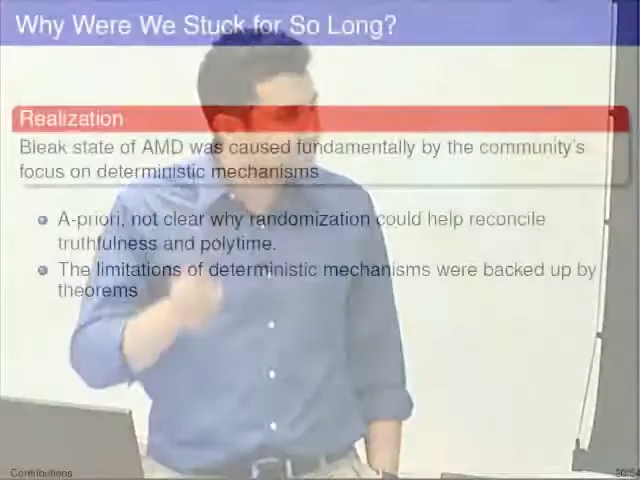 Why Were We Stuck for So Long?
Realization
Bleak state of AMD was caused fundamentally by the community's
focus on deterministic mechanisms
A-priori, not clear why randomization could help reconcile
truthfulness and polytime.
The limitations of deterministic mechanisms were backed up by
theorems
Contributions